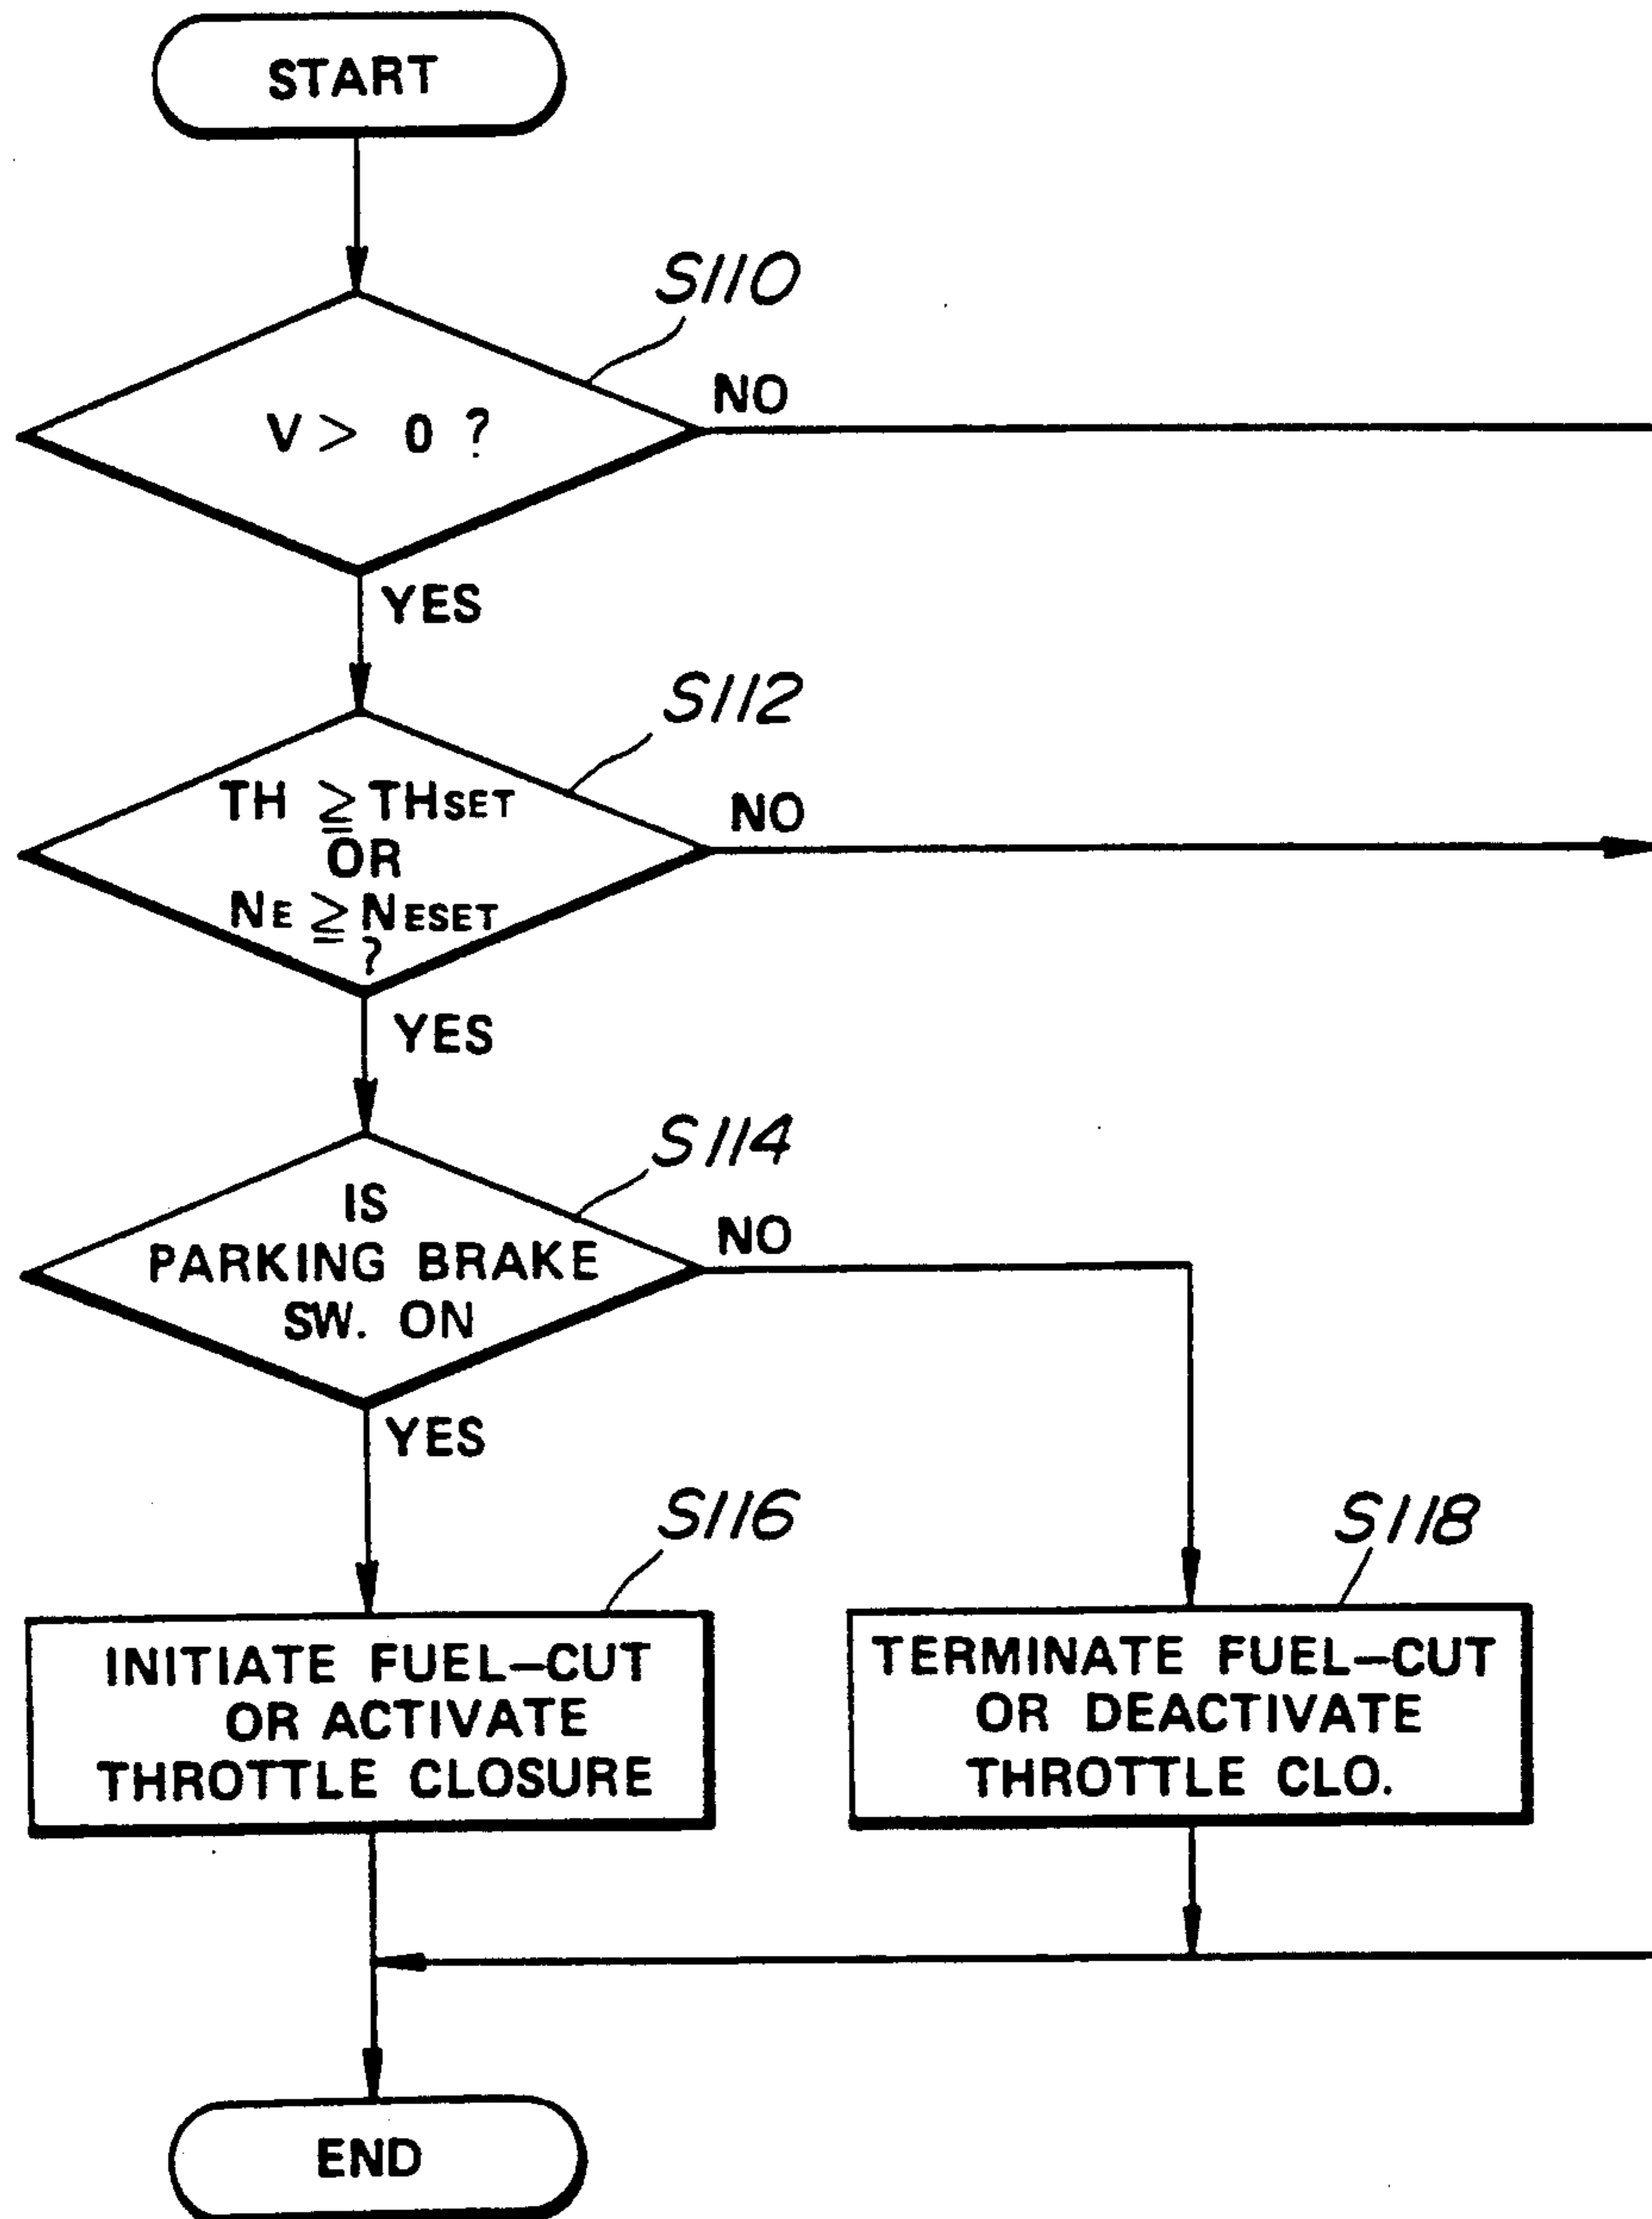 START
S110
V > 0 ?
NO
YES
S112
TH ≧ THSET
OR
NE ≧ NESET
?
NO
YES
S114
IS
PARKING BRAKE
SW. ON
NO
YES
S116
INITIATE FUEL-CUT
OR ACTIVATE
THROTTLE CLOSURE
S118
TERMINATE FUEL-CUT
OR DEACTIVATE
THROTTLE CLO.
END